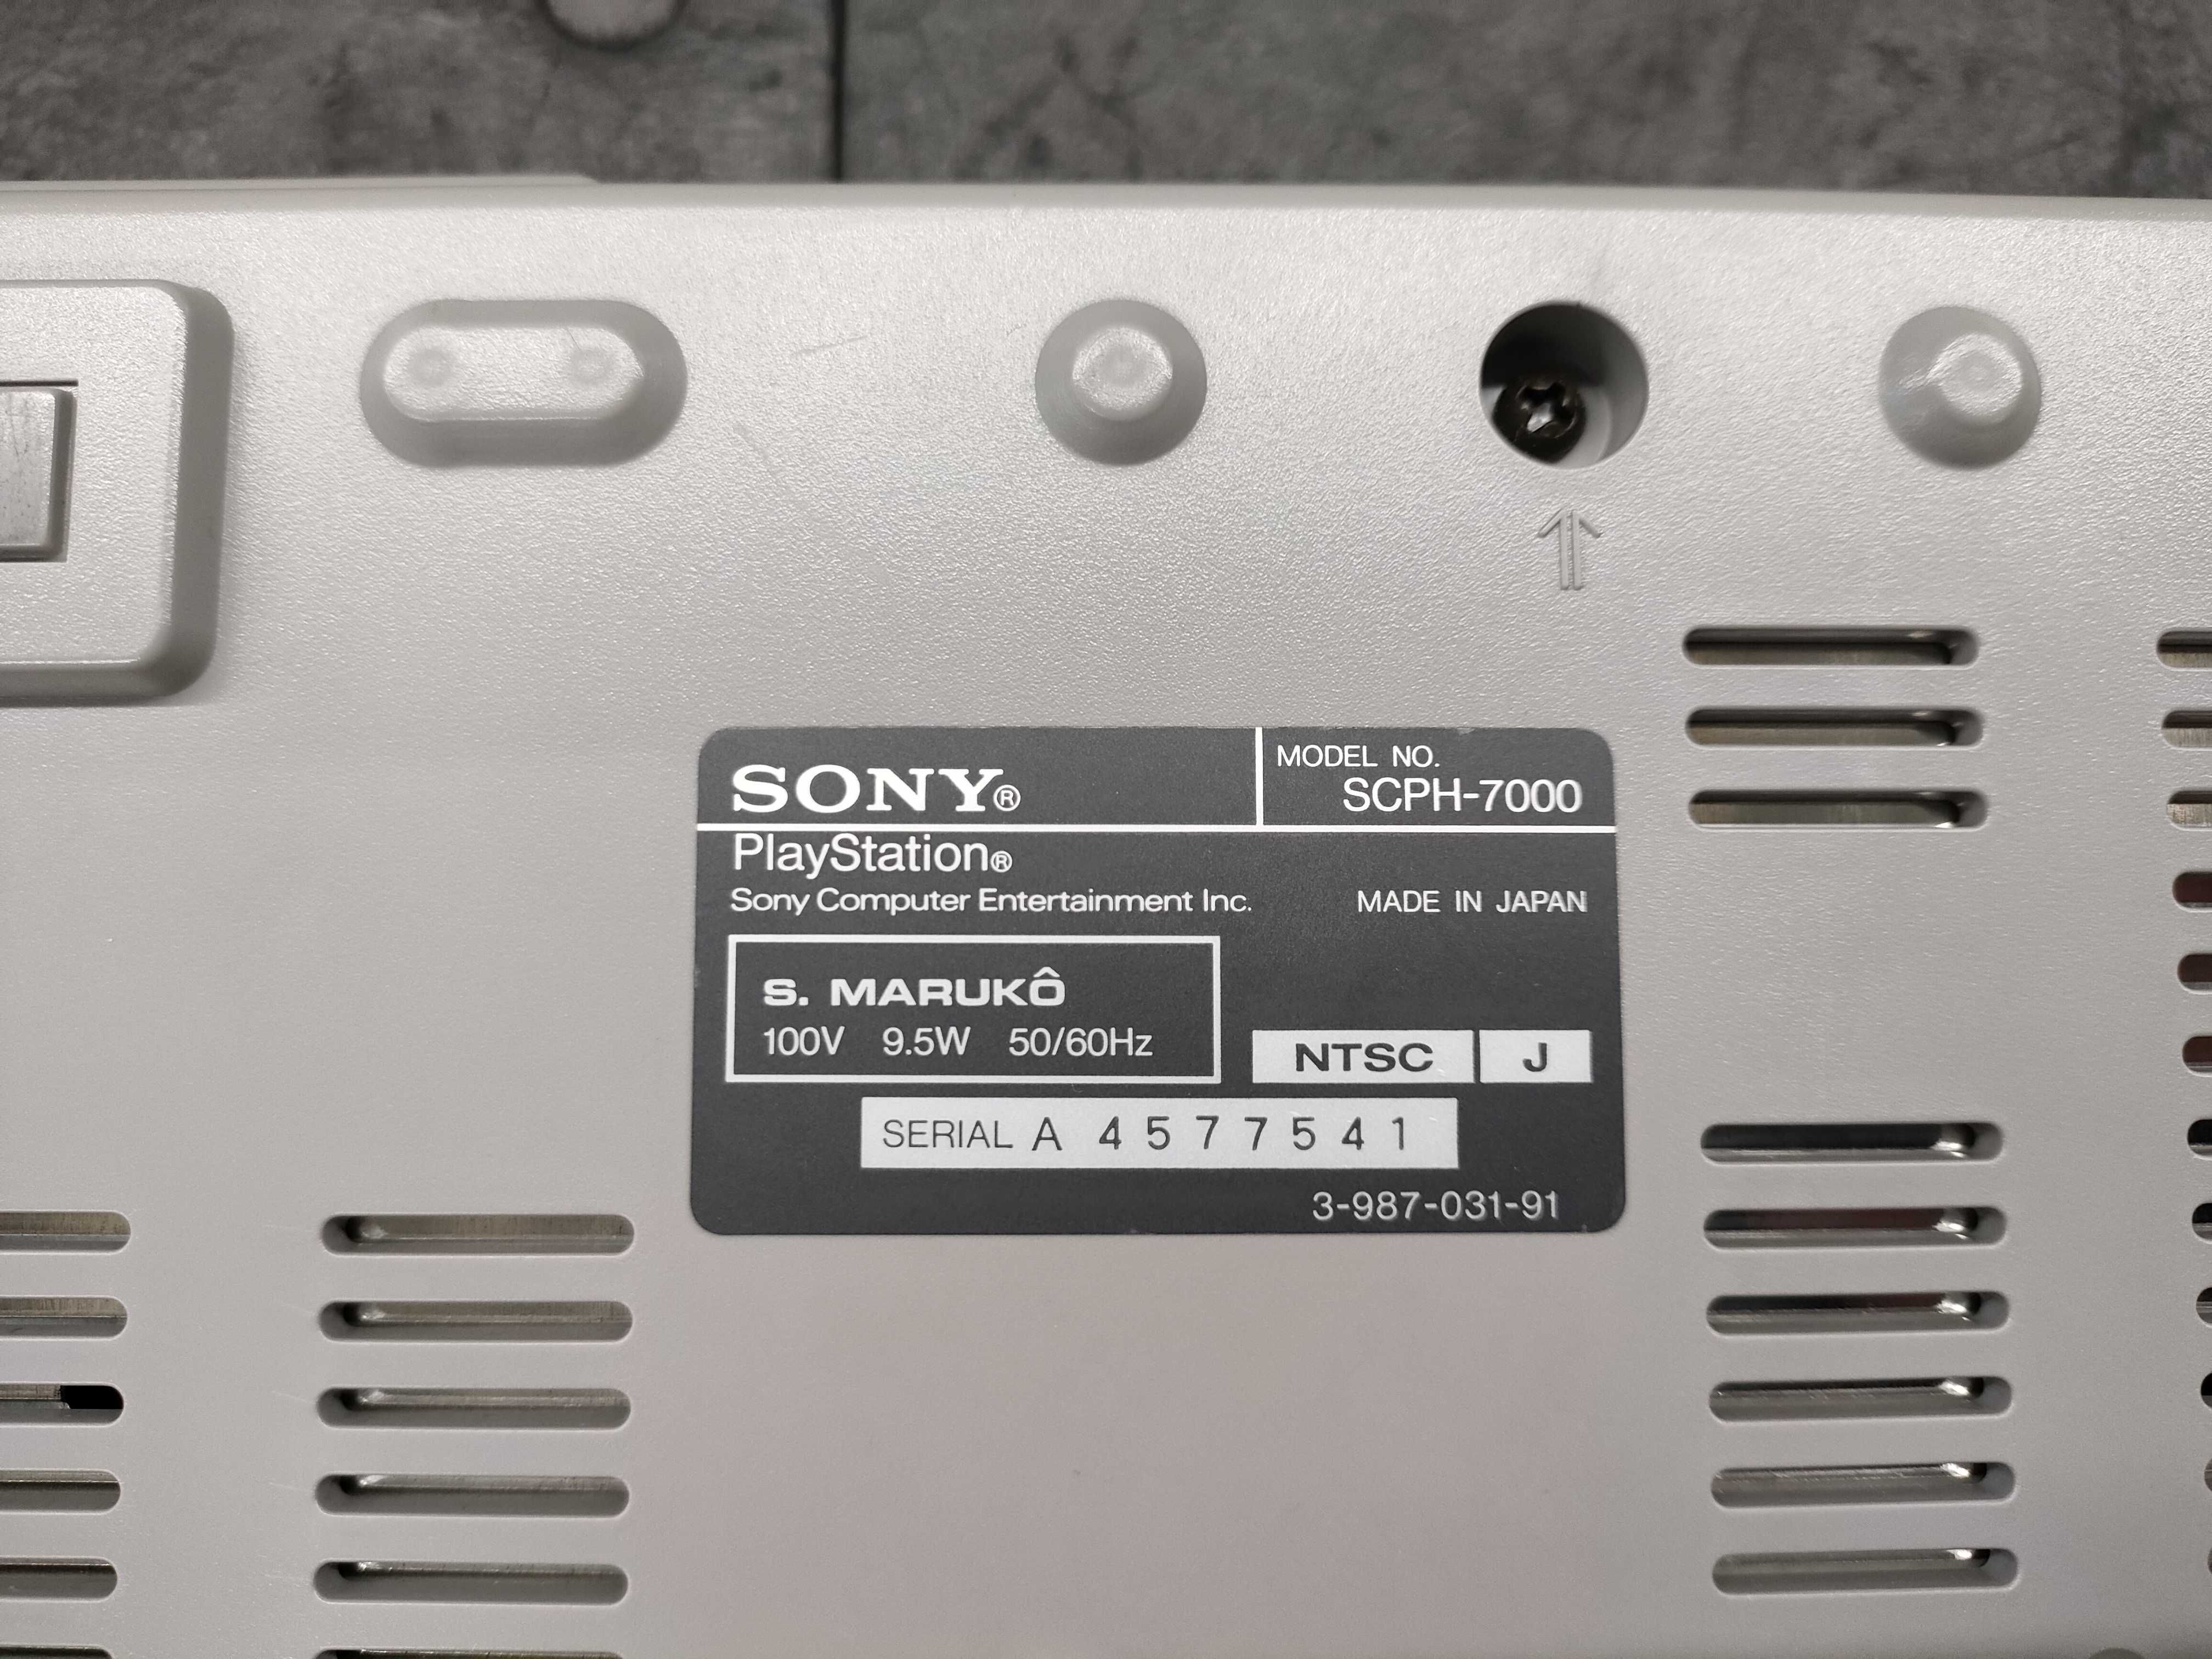 SONY®
MODEL NO.
SCPH-7000
PlayStation®
Sony Computer Entertainment Inc. MADE IN JAPAN
S. MARUKÔ
100V 9.5W 50/60Hz
NTSC J
SERIAL A 4577541
3-987-031-91